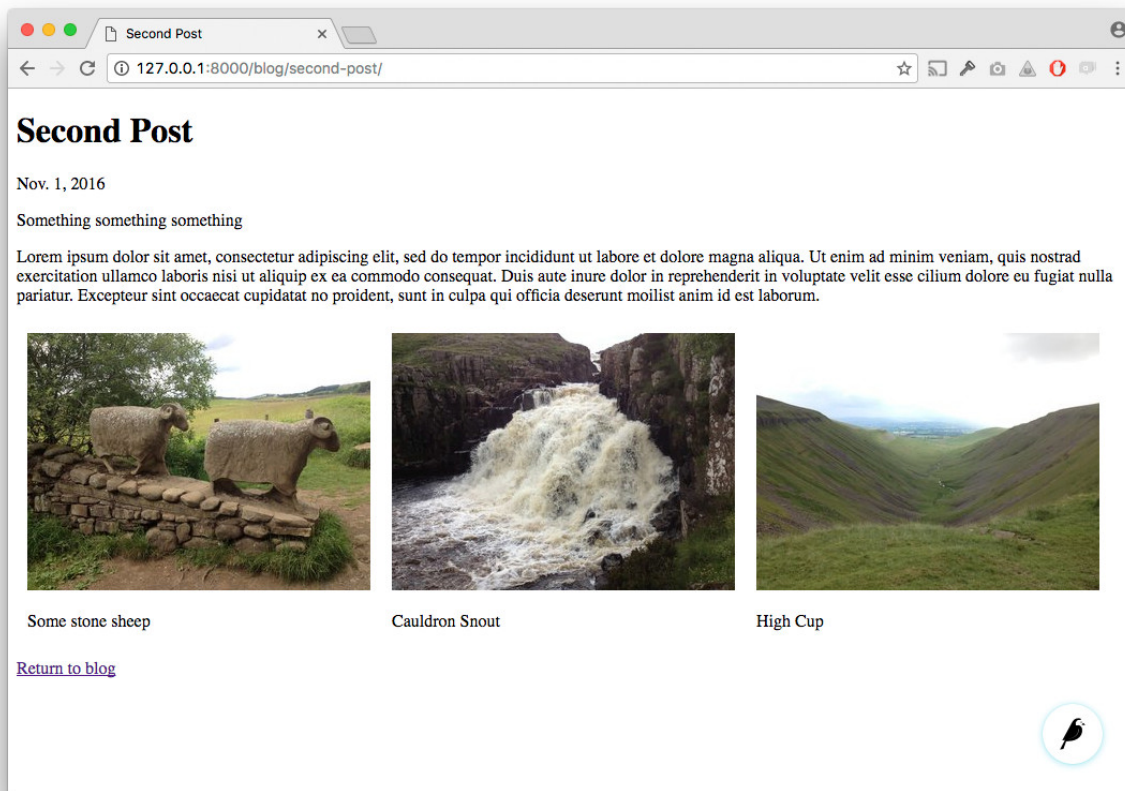 Second Post
127.0.0.1:8000/blog/second-post/
Second Post
Nov. 1, 2016
Something something something
Lorem ipsum dolor sit amet, consectetur adipiscing elit, sed do tempor incididunt ut labore et dolore magna aliqua. Ut enim ad minim veniam, quis nostrad
exercitation ullamco laboris nisi ut aliquip ex ea commodo consequat. Duis aute inure dolor in reprehenderit in voluptate velit esse cilium dolore eu fugiat nulla
pariatur. Excepteur sint occaecat cupidatat no proident, sunt in culpa qui officia deserunt moilist anim id est laborum.
Some stone sheep
Cauldron Snout
High Cup
Return to blog